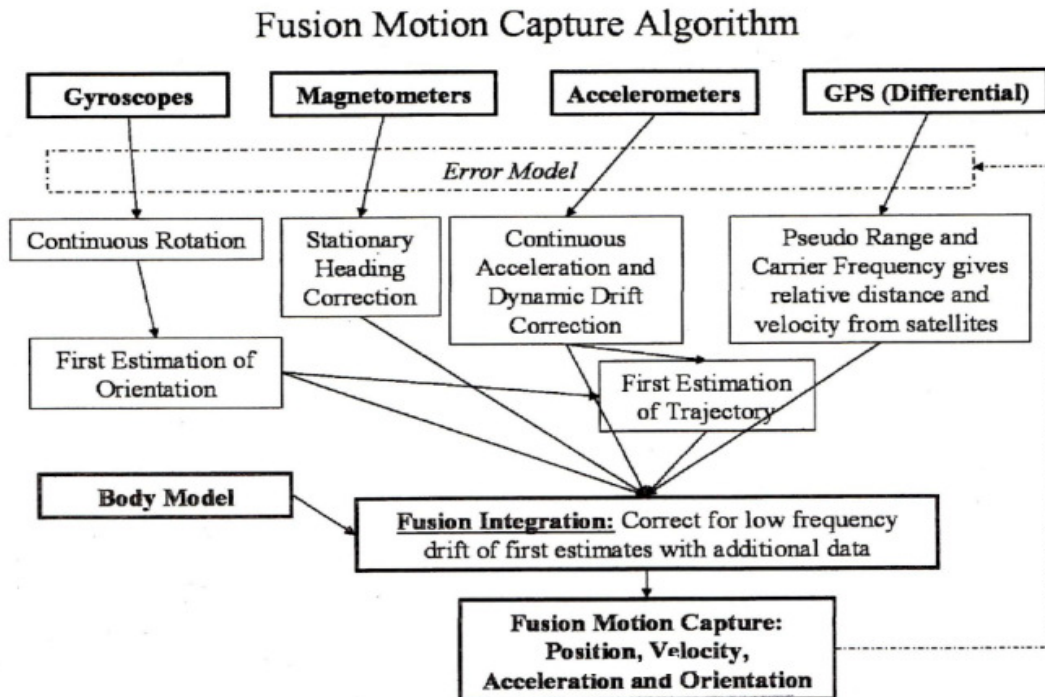 Fusion Motion Capture Algorithm
Gyroscopes
Magnetometers
Accelerometers
GPS (Differential)
Error Model
Continuous Rotation
Stationary
Heading
Correction
Continuous
Acceleration and
Dynamic Drift
Correction
Pseudo Range and
Carrier Frequency gives
relative distance and
velocity from satellites
First Estimation of
Orientation
First Estimation
of Trajectory
Body Model
Fusion Integration: Correct for low frequency
drift of first estimates with additional data
Fusion Motion Capture:
Position, Velocity,
Acceleration and Orientation